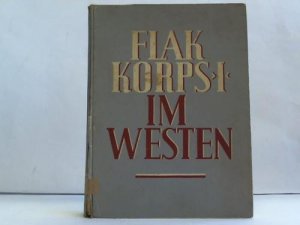 FLAK
KORPS·I·
IM
WESTEN